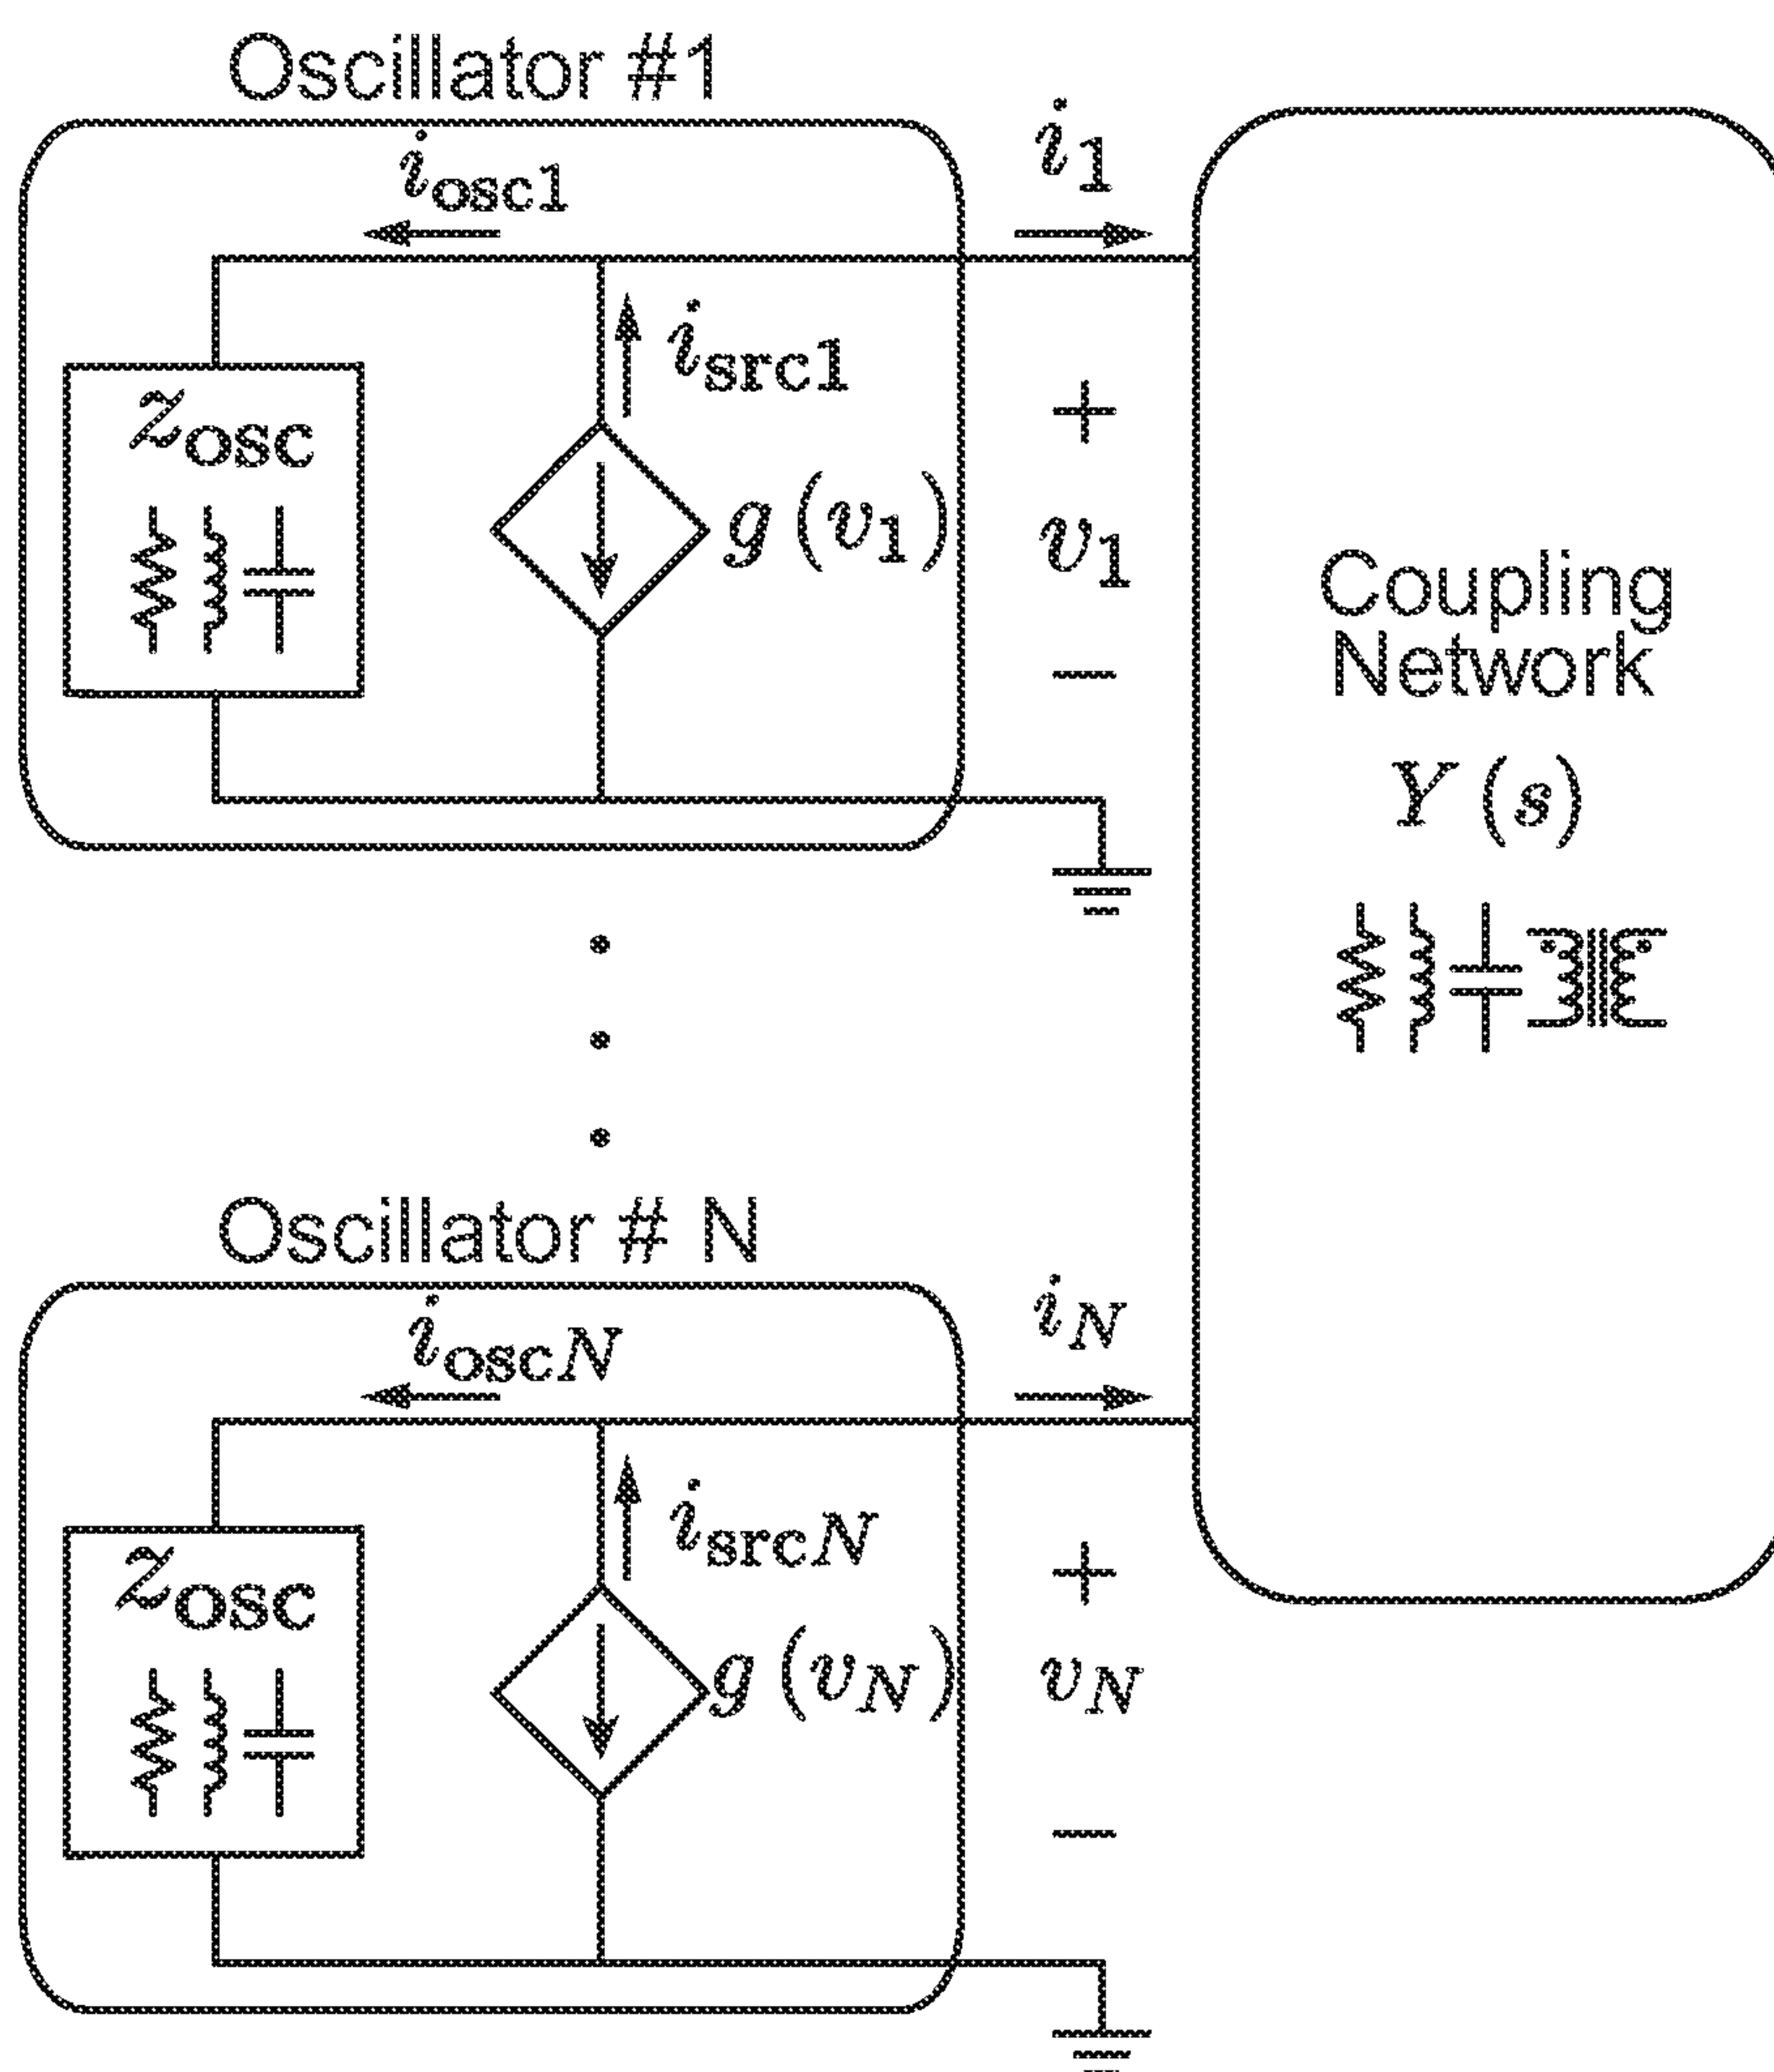 Oscillator #1
i_osc1
i_1
i_src1
z_osc
g(v_1)
+
v_1
−
Coupling
Network
Y(s)
Oscillator # N
i_oscN
i_N
i_srcN
z_osc
g(v_N)
+
v_N
−